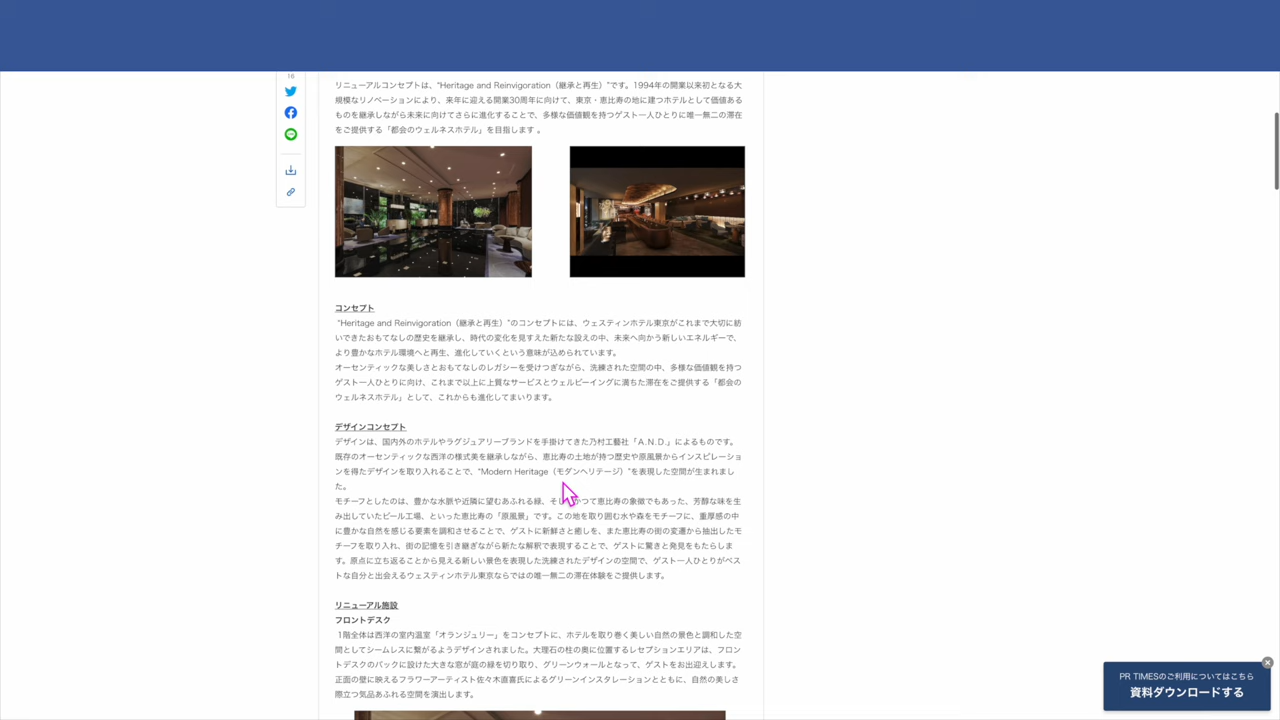 16
リニューアルコンセプトは、“Heritage and Reinvigoration（継承と再生）”です。1994年の開業以来初となる大
規模なリノベーションにより、来年に迎える開業30周年に向けて、東京・恵比寿の地に建つホテルとして価値ある
ものを継承しながら未来に向けてさらに進化することで、多様な価値観を持つゲスト一人ひとりに唯一無二の滞在
をご提供する「都会のウェルネスホテル」を目指します 。
コンセプト
“Heritage and Reinvigoration（継承と再生）”のコンセプトには、ウェスティンホテル東京がこれまで大切に紡
いできたおもてなしの歴史を継承し、時代の変化を見すえた新たな設えの中、未来へ向かう新しいエネルギーで、
より豊かなホテル環境へと再生、進化していくという意味が込められています。
オーセンティックな美しさとおもてなしのレガシーを受けつぎながら、洗練された空間の中、多様な価値観を持つ
ゲスト一人ひとりに向け、これまで以上に上質なサービスとウェルビーイングに満ちた滞在をご提供する「都会の
ウェルネスホテル」として、これからも進化してまいります。
デザインコンセプト
デザインは、国内外のホテルやラグジュアリーブランドを手掛けてきた乃村工藝社「A.N.D.」によるものです。
既存のオーセンティックな西洋の様式美を継承しながら、恵比寿の土地が持つ歴史や原風景からインスピレーショ
ンを得たデザインを取り入れることで、“Modern Heritage（モダンヘリテージ）”を表現した空間が生まれまし
た。
モチーフとしたのは、豊かな水脈や近隣に望むあふれる緑、そしてかつて恵比寿の象徴でもあった、芳醇な味を生
み出していたビール工場、といった恵比寿の「原風景」です。この地を取り囲む水や森をモチーフに、重厚感の中
に豊かな自然を感じる要素を調和させることで、ゲストに新鮮さと癒しを、また恵比寿の街の変遷から抽出したモ
チーフを取り入れ、街の記憶を引き継ぎながら新たな解釈で表現することで、ゲストに驚きと発見をもたらしま
す。原点に立ち返ることから見える新しい景色を表現した洗練されたデザインの空間で、ゲスト一人ひとりがベス
トな自分と出会えるウェスティンホテル東京ならではの唯一無二の滞在体験をご提供します。
リニューアル施設
フロントデスク
1階全体は西洋の室内温室「オランジュリー」をコンセプトに、ホテルを取り巻く美しい自然の景色と調和した空
間としてシームレスに繋がるようデザインされました。大理石の柱の奥に位置するレセプションエリアは、フロン
トデスクのバックに設けた大きな窓が庭の緑を切り取り、グリーンウォールとなって、ゲストをお出迎えします。
正面の壁に映えるフラワーアーティスト佐々木直喜氏によるグリーンインスタレーションとともに、自然の美しさ
際立つ気品あふれる空間を演出します。
PR TIMESのご利用についてはこちら
資料ダウンロードする